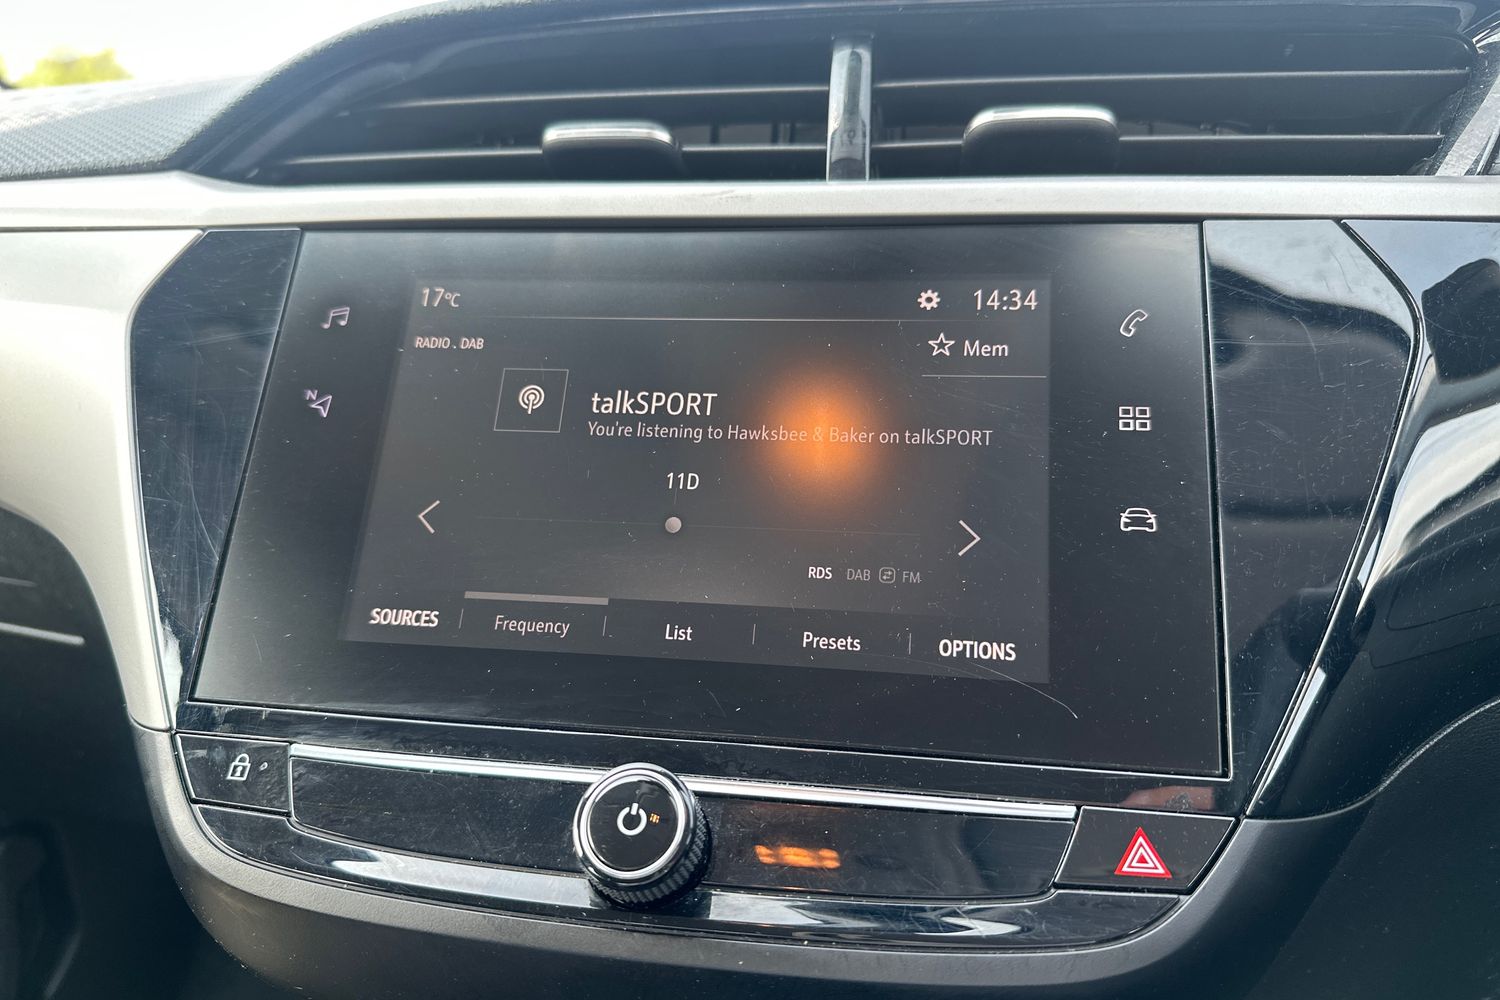 17°C 14:34
RADIO . DAB
Mem
talkSPORT
You're listening to Hawksbee & Baker on talkSPORT
11D
RDS DAB FM
SOURCES Frequency List Presets OPTIONS
N